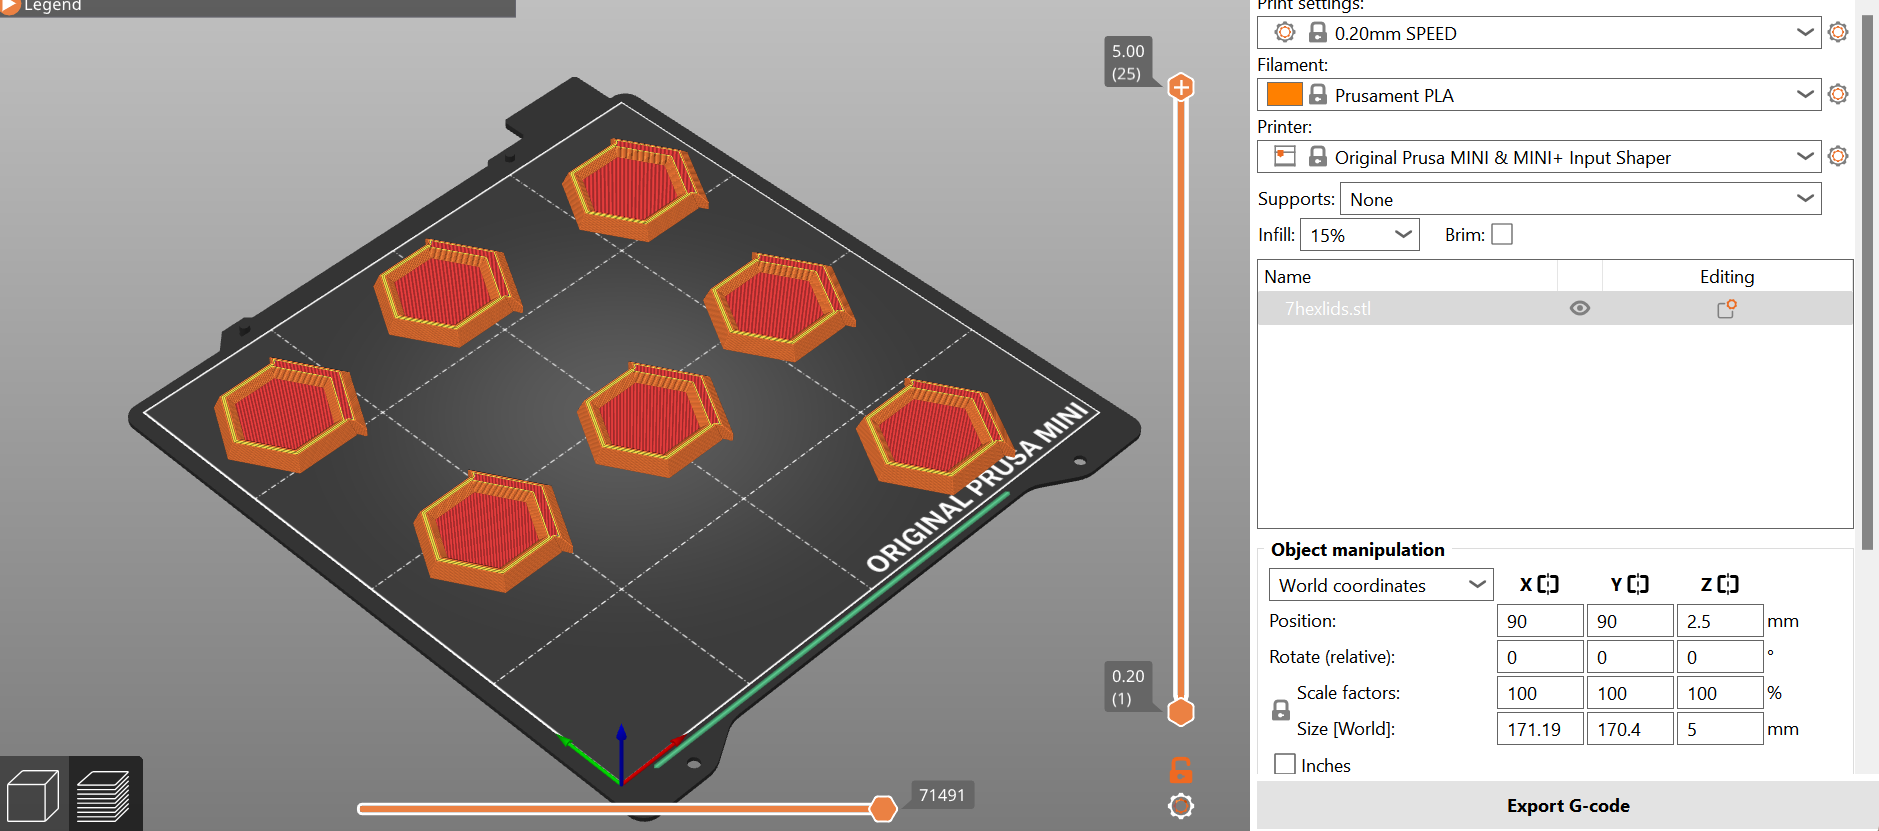 Legend
5.00
(25)
ORIGINAL PRUSA MINI
0.20
(1)
71491
Print settings:
0.20mm SPEED
Filament:
Prusament PLA
Printer:
Original Prusa MINI & MINI+ Input Shaper
Supports: None
Infill: 15% Brim:
Name Editing
7hexlids.stl
Object manipulation
World coordinates X Y Z
Position: 90 90 2.5 mm
Rotate (relative): 0 0 0 °
Scale factors: 100 100 100 %
Size [World]: 171.19 170.4 5 mm
Inches
Export G-code